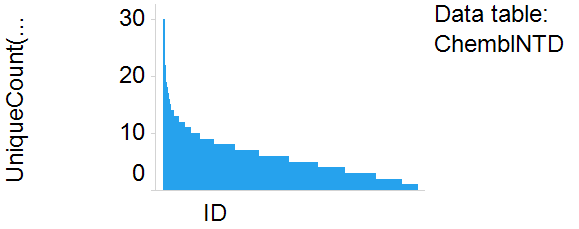 UniqueCount(...
30
20
10
0
ID
Data table:
ChemblNTD